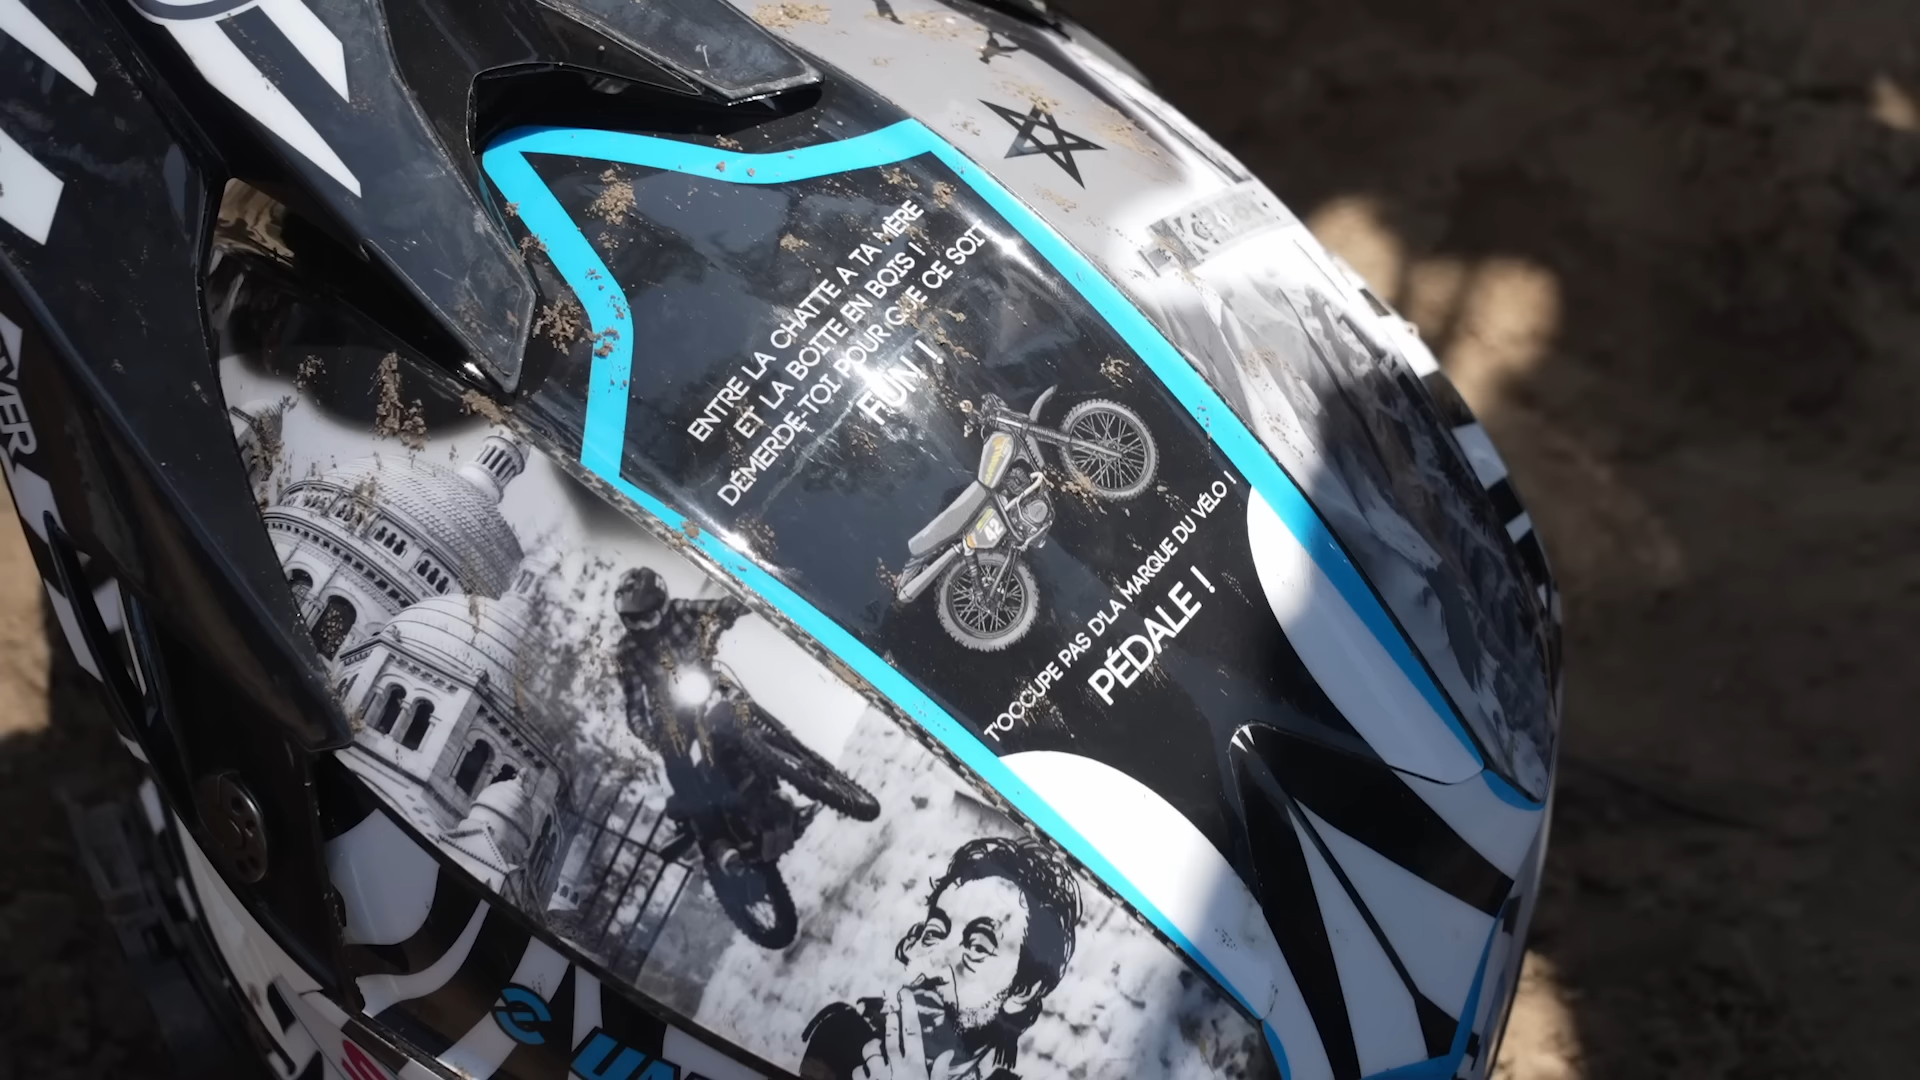 ENTRE LA CHATTE A TA MÈRE
ET LA BOITE EN BOIS !
DÉMERDE-TOI POUR QUE CE SOIT
FUN !
42
T'OCCUPE PAS D'LA MARQUE DU VÉLO !
PÉDALE !